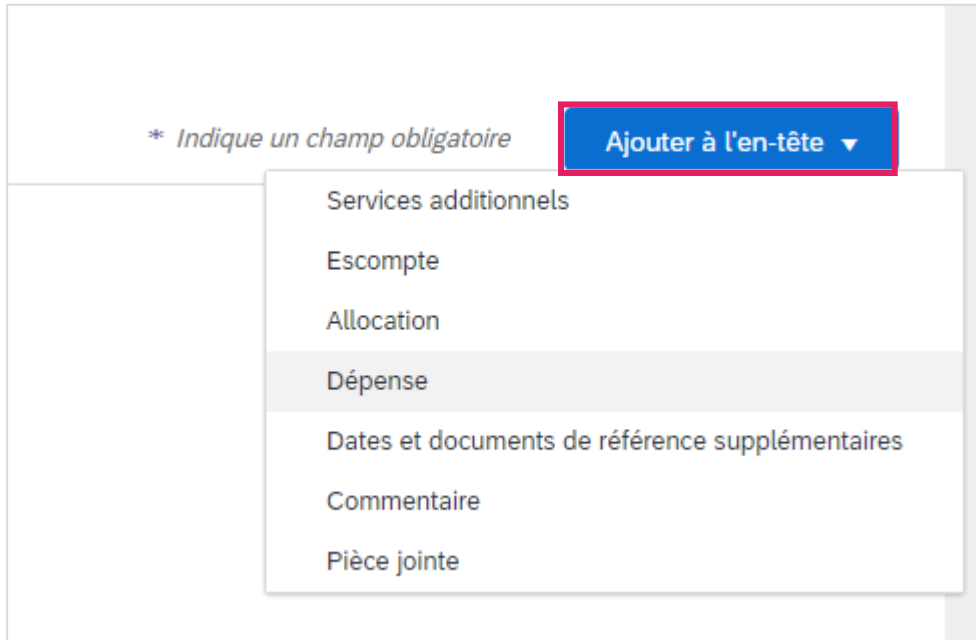 * Indique un champ obligatoire Ajouter à l'en-tête ▼
Services additionnels
Escompte
Allocation
Dépense
Dates et documents de référence supplémentaires
Commentaire
Pièce jointe